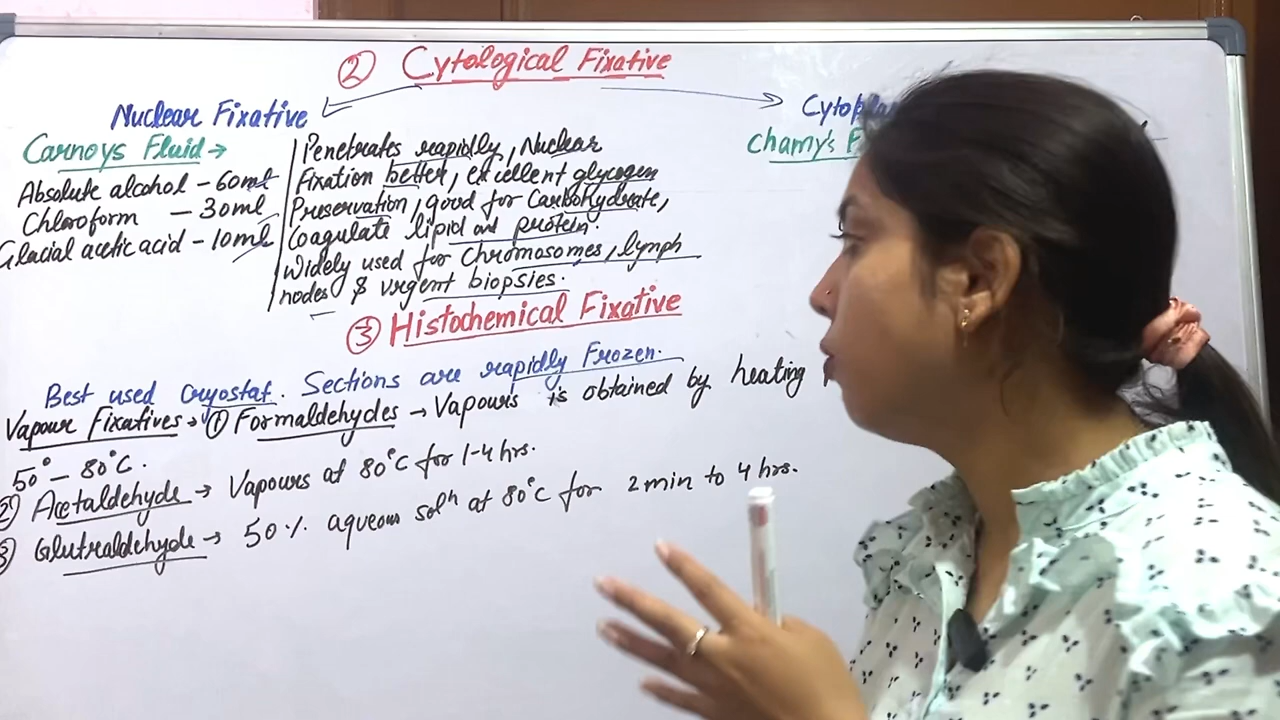 ② Cytological Fixative
Nuclear Fixative
Carnoys Fluid →
Absolute alcohol - 60ml
Chloroform - 30ml
Glacial acetic acid - 10ml
Penetrates rapidly, Nuclear
Fixation better, excellent glycogen
Preservation, good for Carbohydrate,
Coagulate lipid and protein.
Widely used for Chromosomes, lymph
nodes & urgent biopsies.
Chamy's
③ Histochemical Fixative
Best used Cryostat. Sections are rapidly Frozen.
Vapour Fixatives → ① Formaldehydes → Vapours is obtained by heating
50° - 80°C.
② Acetaldehyde → Vapours at 80°C for 1-4 hrs.
③ Glutraldehyde → 50% aqueous solⁿ at 80°C for 2 min to 4 hrs.